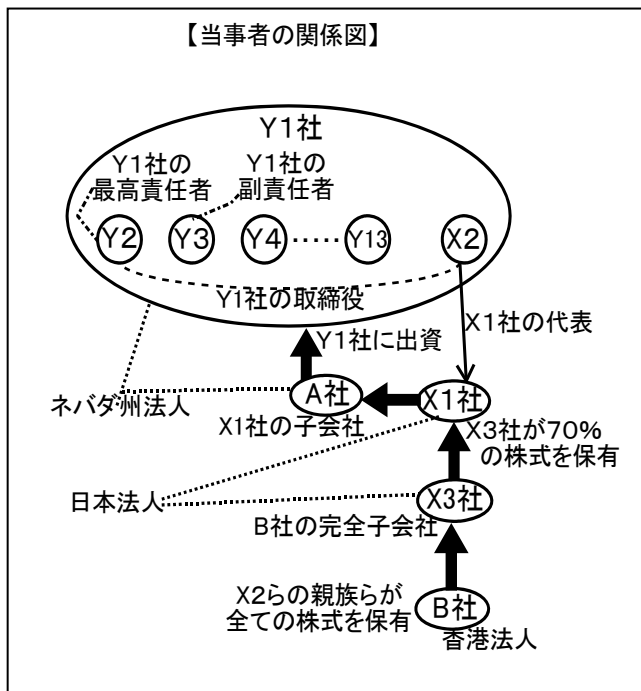 【当事者の関係図】
Y1社
Y1社の
最高責任者
Y1社の
副責任者
Y2
Y3
Y4
Y13
X2
Y1社の取締役
Y1社に出資
X1社の代表
A社
X1社
ネバダ州法人
X1社の子会社
X3社が70%
の株式を保有
日本法人
X3社
B社の完全子会社
X2らの親族らが
全ての株式を保有
B社
香港法人